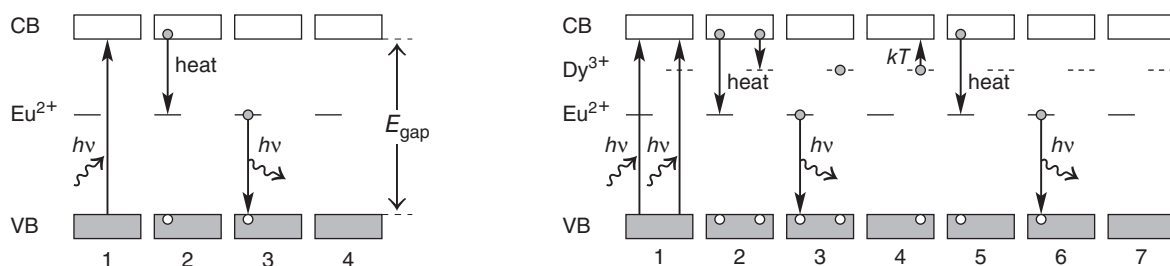 CB
heat
Eu²⁺
hν
hν
E_gap
VB
1 2 3 4
CB
Dy³⁺
heat
kT
heat
Eu²⁺
hν hν
hν
hν
VB
1 2 3 4 5 6 7